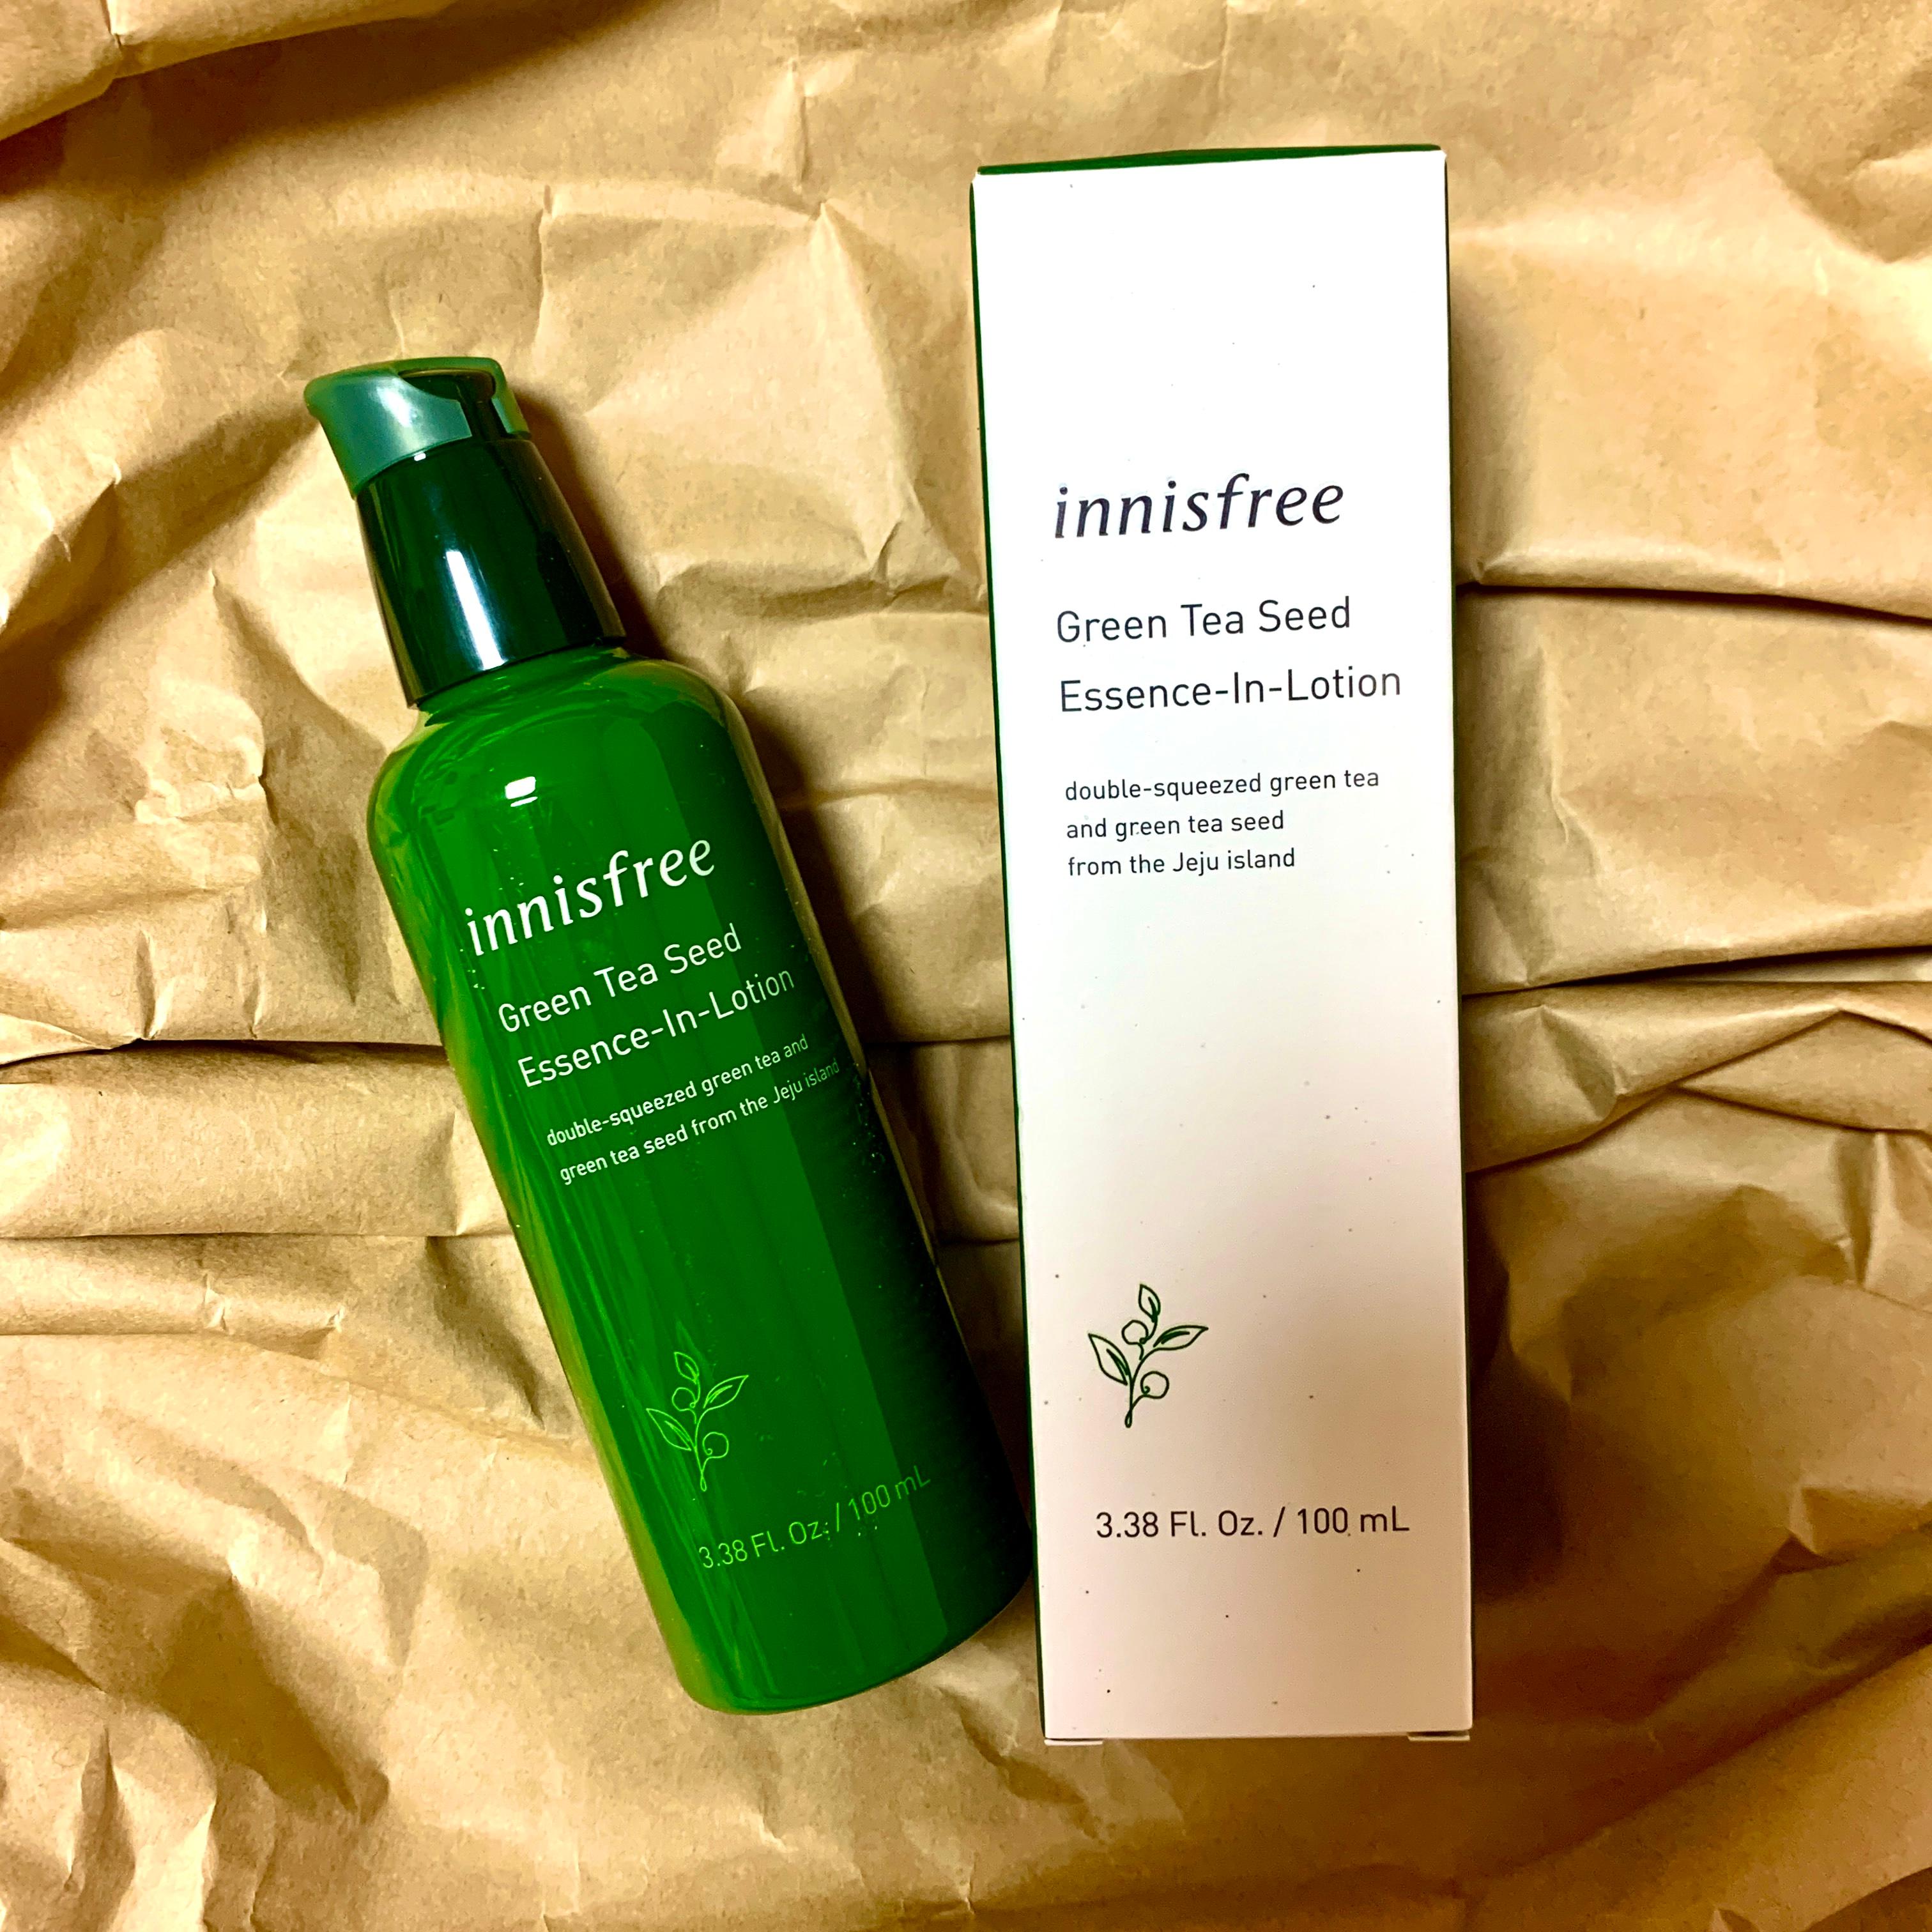 innisfree
Green Tea Seed
Essence-In-Lotion
double-squeezed green tea and
green tea seed from the Jeju island
3.38 Fl. Oz. / 100 mL
innisfree
Green Tea Seed
Essence-In-Lotion
double-squeezed green tea
and green tea seed
from the Jeju island
3.38 Fl. Oz. / 100 mL